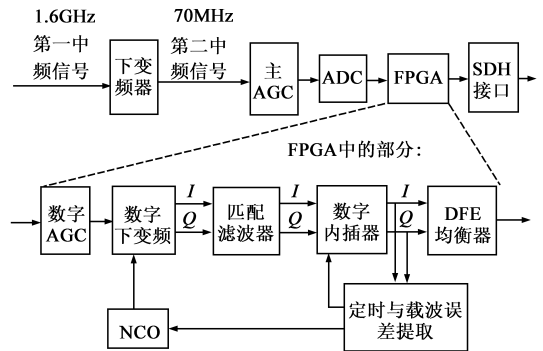 1.6GHz
第一中
频信号
下变
频器
70MHz
第二中
频信号
主
AGC
ADC
FPGA
SDH
接口
FPGA中的部分：
数字
AGC
数字
下变频
I
Q
匹配
滤波器
I
Q
数字
内插器
I
Q
DFE
均衡器
NCO
定时与载波误
差提取